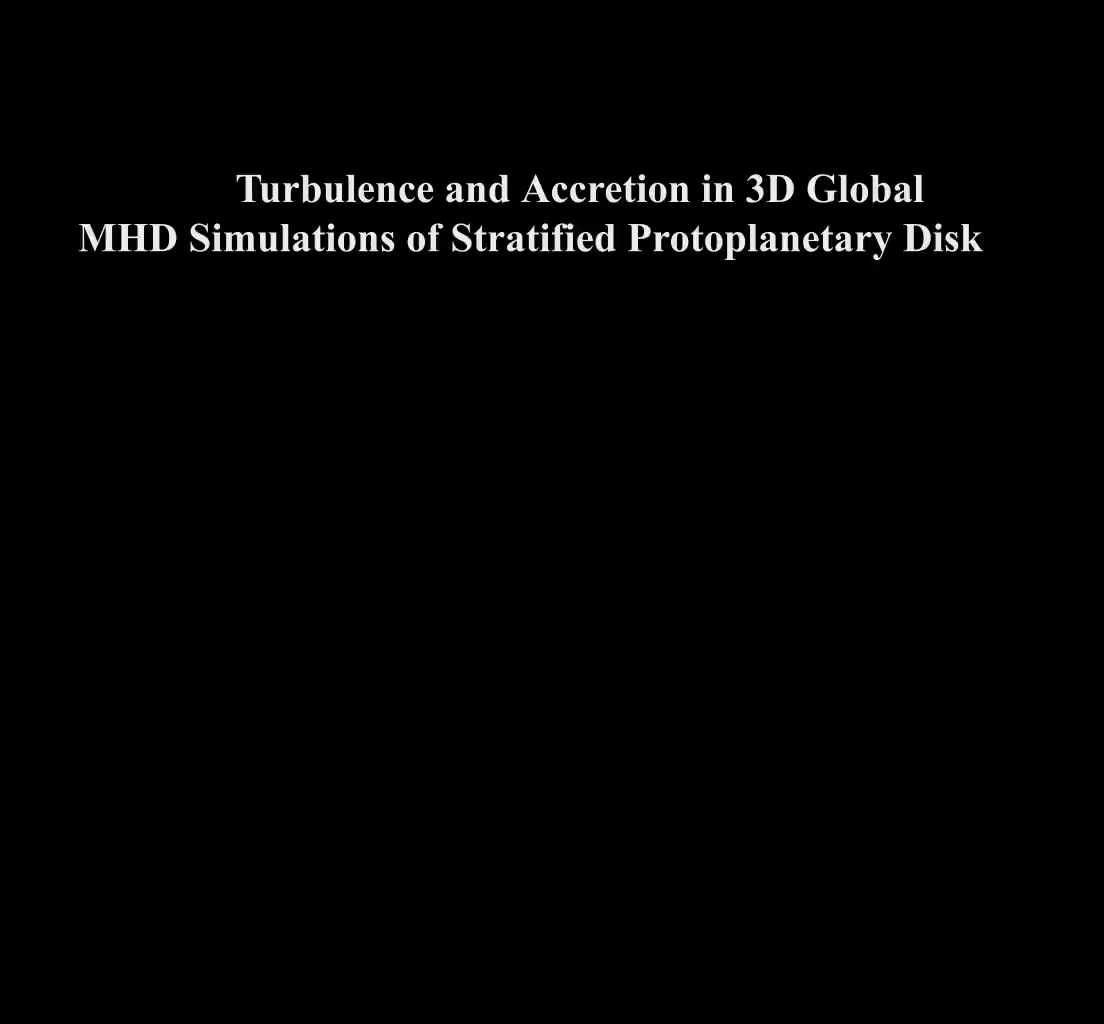 Turbulence and Accretion in 3D Global
MHD Simulations of Stratified Protoplanetary Disk